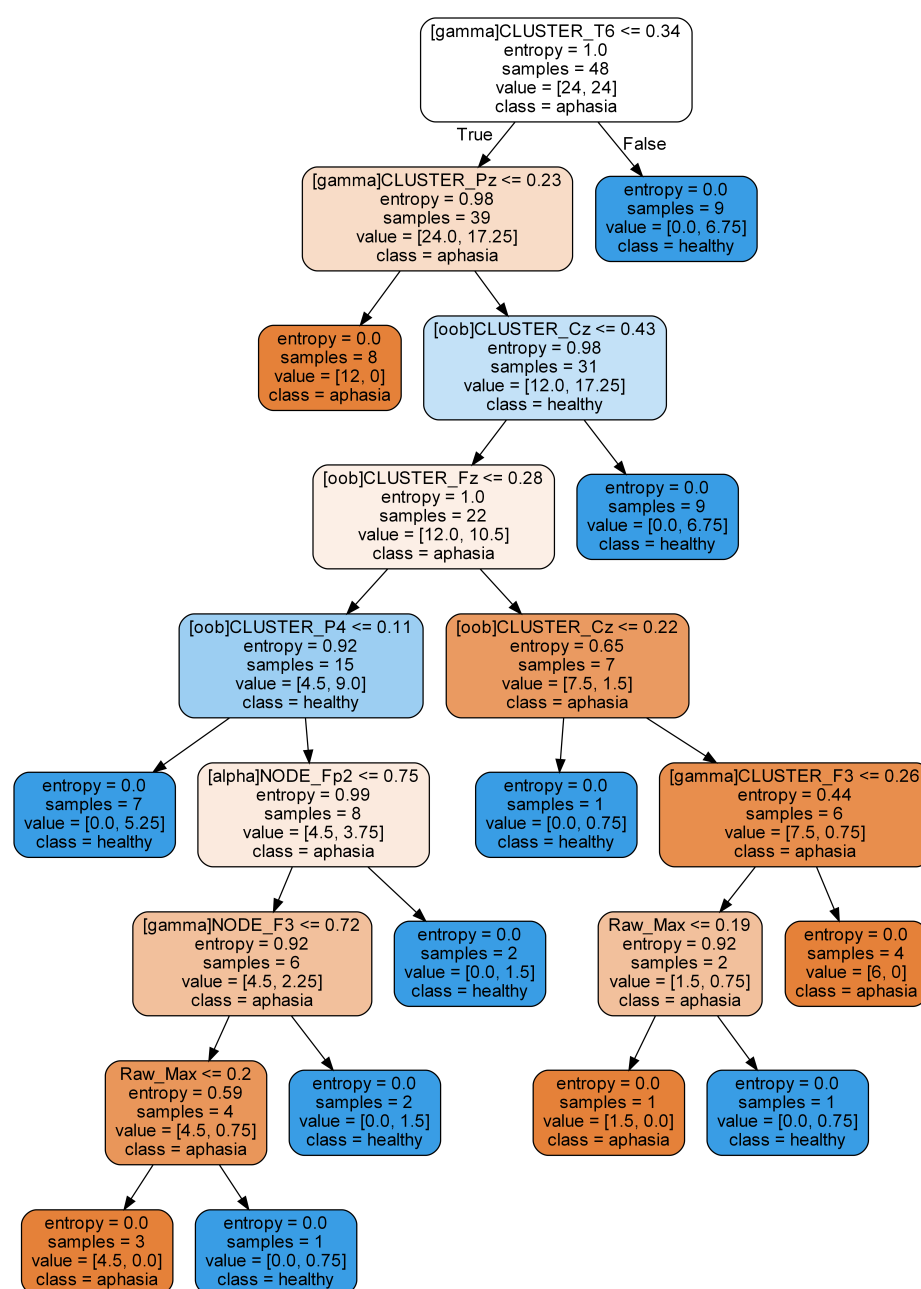 [gamma]CLUSTER_T6 <= 0.34
entropy = 1.0
samples = 48
value = [24, 24]
class = aphasia
True
False
[gamma]CLUSTER_Pz <= 0.23
entropy = 0.98
samples = 39
value = [24.0, 17.25]
class = aphasia
entropy = 0.0
samples = 9
value = [0.0, 6.75]
class = healthy
entropy = 0.0
samples = 8
value = [12, 0]
class = aphasia
[oob]CLUSTER_Cz <= 0.43
entropy = 0.98
samples = 31
value = [12.0, 17.25]
class = healthy
[oob]CLUSTER_Fz <= 0.28
entropy = 1.0
samples = 22
value = [12.0, 10.5]
class = aphasia
entropy = 0.0
samples = 9
value = [0.0, 6.75]
class = healthy
[oob]CLUSTER_P4 <= 0.11
entropy = 0.92
samples = 15
value = [4.5, 9.0]
class = healthy
[oob]CLUSTER_Cz <= 0.22
entropy = 0.65
samples = 7
value = [7.5, 1.5]
class = aphasia
entropy = 0.0
samples = 7
value = [0.0, 5.25]
class = healthy
[alpha]NODE_Fp2 <= 0.75
entropy = 0.99
samples = 8
value = [4.5, 3.75]
class = aphasia
entropy = 0.0
samples = 1
value = [0.0, 0.75]
class = healthy
[gamma]CLUSTER_F3 <= 0.26
entropy = 0.44
samples = 6
value = [7.5, 0.75]
class = aphasia
[gamma]NODE_F3 <= 0.72
entropy = 0.92
samples = 6
value = [4.5, 2.25]
class = aphasia
entropy = 0.0
samples = 2
value = [0.0, 1.5]
class = healthy
Raw_Max <= 0.19
entropy = 0.92
samples = 2
value = [1.5, 0.75]
class = aphasia
entropy = 0.0
samples = 4
value = [6, 0]
class = aphasia
Raw_Max <= 0.2
entropy = 0.59
samples = 4
value = [4.5, 0.75]
class = aphasia
entropy = 0.0
samples = 2
value = [0.0, 1.5]
class = healthy
entropy = 0.0
samples = 1
value = [1.5, 0.0]
class = aphasia
entropy = 0.0
samples = 1
value = [0.0, 0.75]
class = healthy
entropy = 0.0
samples = 3
value = [4.5, 0.0]
class = aphasia
entropy = 0.0
samples = 1
value = [0.0, 0.75]
class = healthy